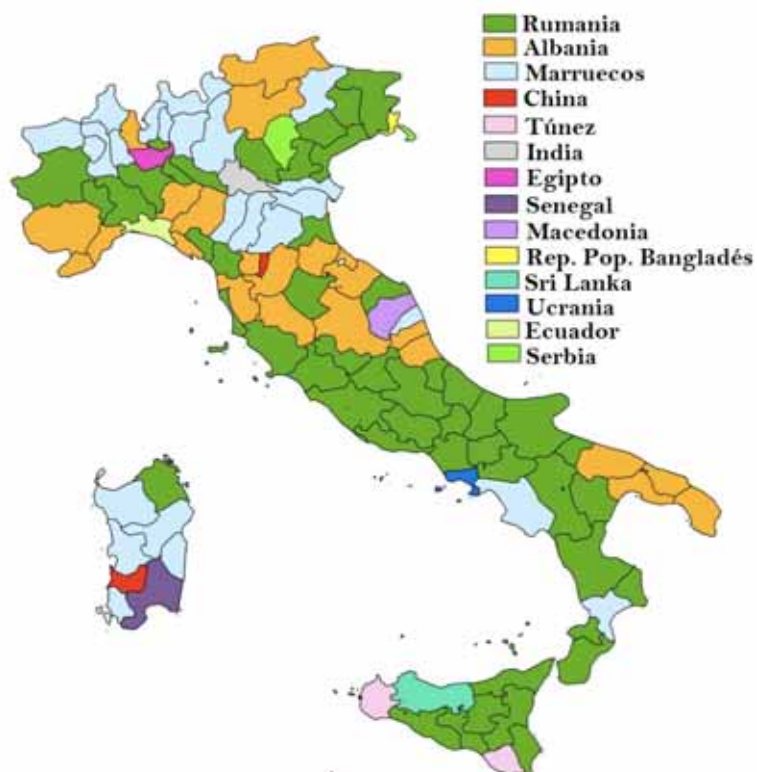 Rumania
Albania
Marruecos
China
Túnez
India
Egipto
Senegal
Macedonia
Rep. Pop. Bangladés
Sri Lanka
Ucrania
Ecuador
Serbia